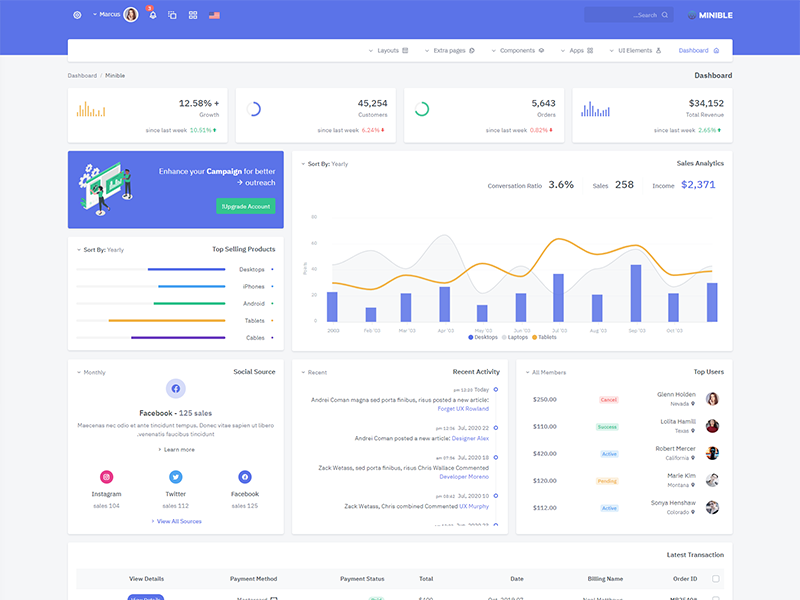 MINIBLE
Search...
3
Marcus
Dashboard
UI Elements
Apps
Components
Extra pages
Layouts
Dashboard
Dashboard / Minible
$34,152
Total Revenue
since last week 2.65%
5,643
Orders
since last week 0.82%
45,254
Customers
since last week 6.24%
12.58% +
Growth
since last week 10.51%
Enhance your Campaign for better
outreach
!Upgrade Account
Top Selling Products
Sort By: Yearly
Desktops
iPhones
Android
Tablets
Cables
Sales Analytics
Sort By: Yearly
Income $2,371
Sales 258
Conversation Ratio 3.6%
80
60
40
20
0
2003 Feb '03 Mar '03 Apr '03 May '03 Jun '03 Jul '03 Aug '03 Sep '03 Oct '03
Desktops Laptops Tablets
Social Source
Monthly
Facebook - 125 sales
Maecenas nec odio et ante tincidunt tempus. Donec vitae sapien ut libero
.venenatis faucibus tincidunt
Learn more
Instagram
sales 104
Twitter
sales 112
Facebook
sales 125
View All Sources
Recent Activity
Recent
am 12:20 Today
Andrei Coman magna sed porta finibus, risus posted a new article:
Forget UX Rowland
Jul, 2020 22
Andrei Coman posted a new article: Designer Alex
Jul, 2020 18
Zack Wetass, sed porta finibus, risus Chris Wallace Commented
Developer Moreno
Jul, 2020 10
Zack Wetass, Chris combined Commented UX Murphy
Top Users
All Members
Glenn Holden
Nevada
Cancel
$250.00
Lolita Hamill
Texas
Success
$110.00
Robert Mercer
California
Active
$420.00
Marie Kim
Montana
Pending
$120.00
Sonya Henshaw
Colorado
Active
$112.00
Latest Transaction
View Details Payment Method Payment Status Total Date Billing Name Order ID